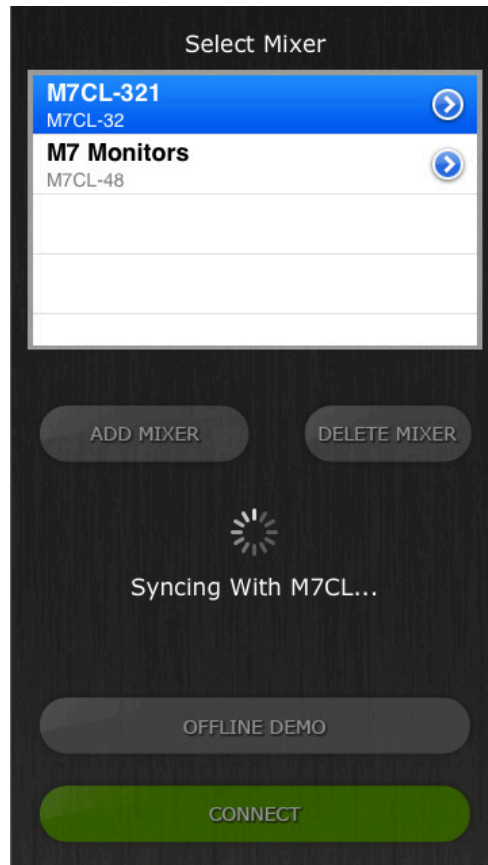 Select Mixer
M7CL-321
M7CL-32
M7 Monitors
M7CL-48
ADD MIXER
DELETE MIXER
Syncing With M7CL...
OFFLINE DEMO
CONNECT